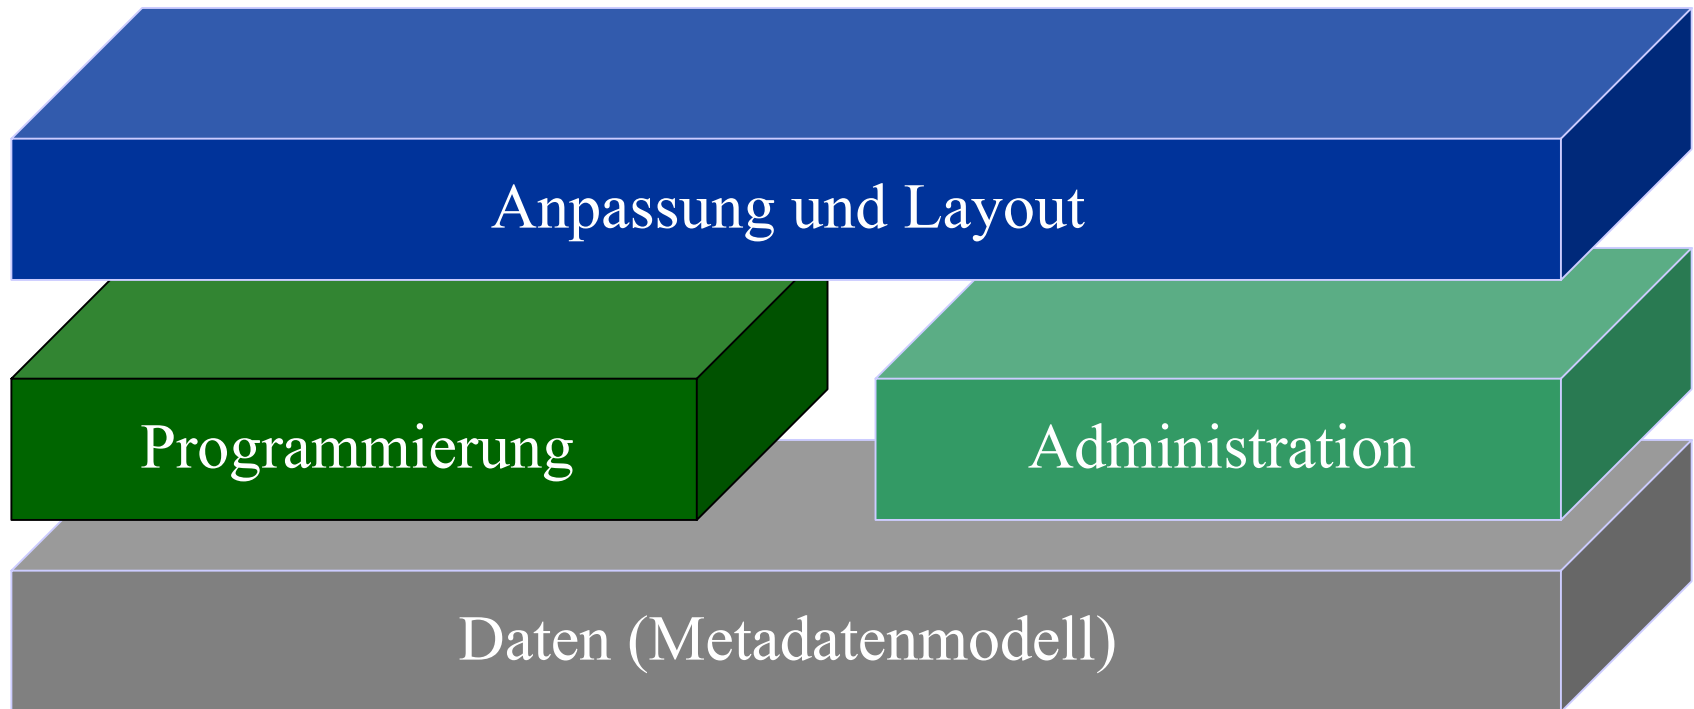 Anpassung und Layout
Programmierung
Administration
Daten (Metadatenmodell)